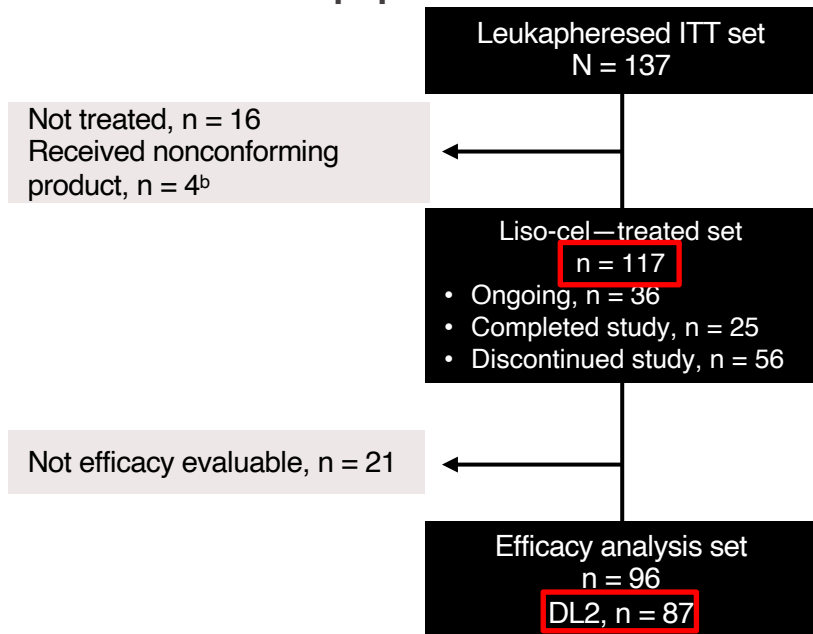 Leukapheresed ITT set
N = 137
Not treated, n = 16
Received nonconforming
product, n = 4ᵇ
Liso-cel—treated set
n = 117
• Ongoing, n = 36
• Completed study, n = 25
• Discontinued study, n = 56
Not efficacy evaluable, n = 21
Efficacy analysis set
n = 96
DL2, n = 87